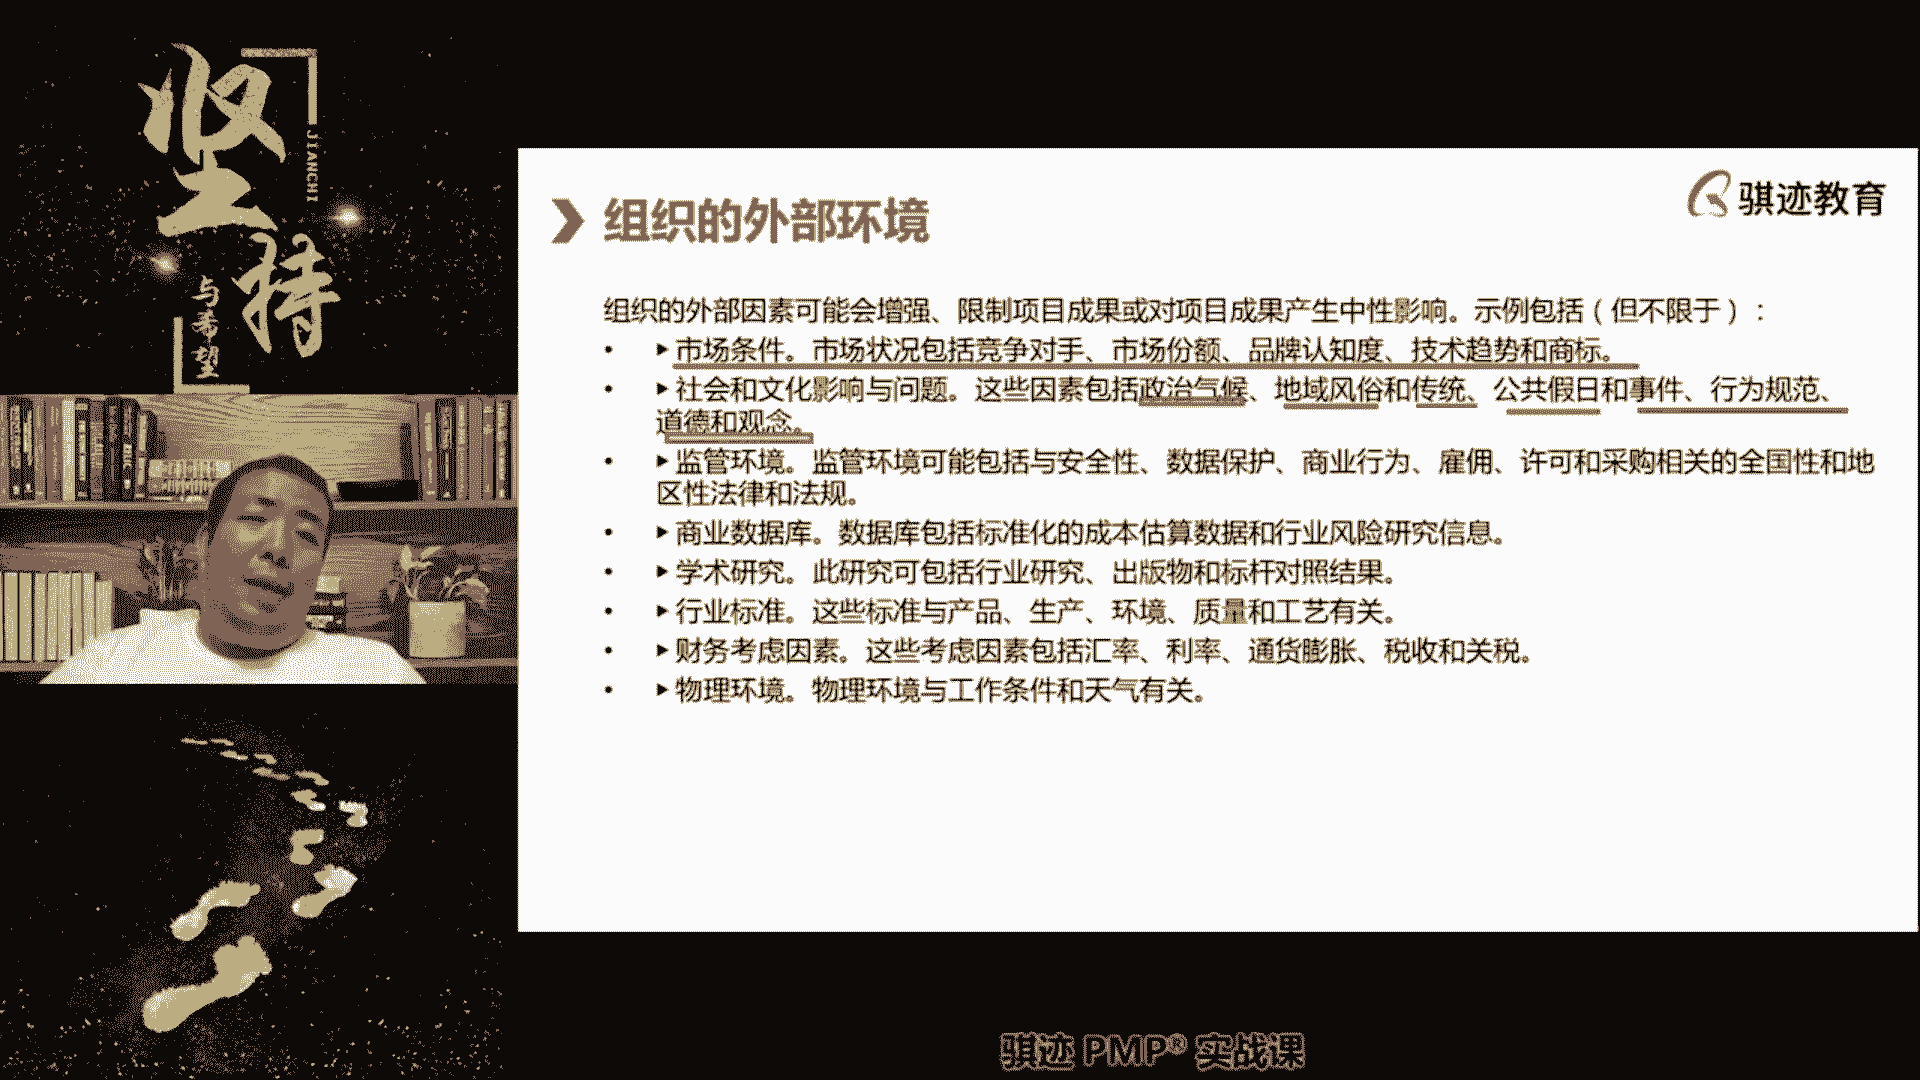 坚持
JIANCHI
与希望
骐迹教育
组织的外部环境
组织的外部因素可能会增强、限制项目成果或对项目成果产生中性影响。示例包括（但不限于）：
• ▶市场条件。市场状况包括竞争对手、市场份额、品牌认知度、技术趋势和商标。
• ▶社会和文化影响与问题。这些因素包括政治气候、地域风俗和传统、公共假日和事件、行为规范、
道德和观念。
• ▶监管环境。监管环境可能包括与安全性、数据保护、商业行为、雇佣、许可和采购相关的全国性和地
区性法律和法规。
• ▶商业数据库。数据库包括标准化的成本估算数据和行业风险研究信息。
• ▶学术研究。此研究可包括行业研究、出版物和标杆对照结果。
• ▶行业标准。这些标准与产品、生产、环境、质量和工艺有关。
• ▶财务考虑因素。这些考虑因素包括汇率、利率、通货膨胀、税收和关税。
• ▶物理环境。物理环境与工作条件和天气有关。
骐迹 PMP® 实战课